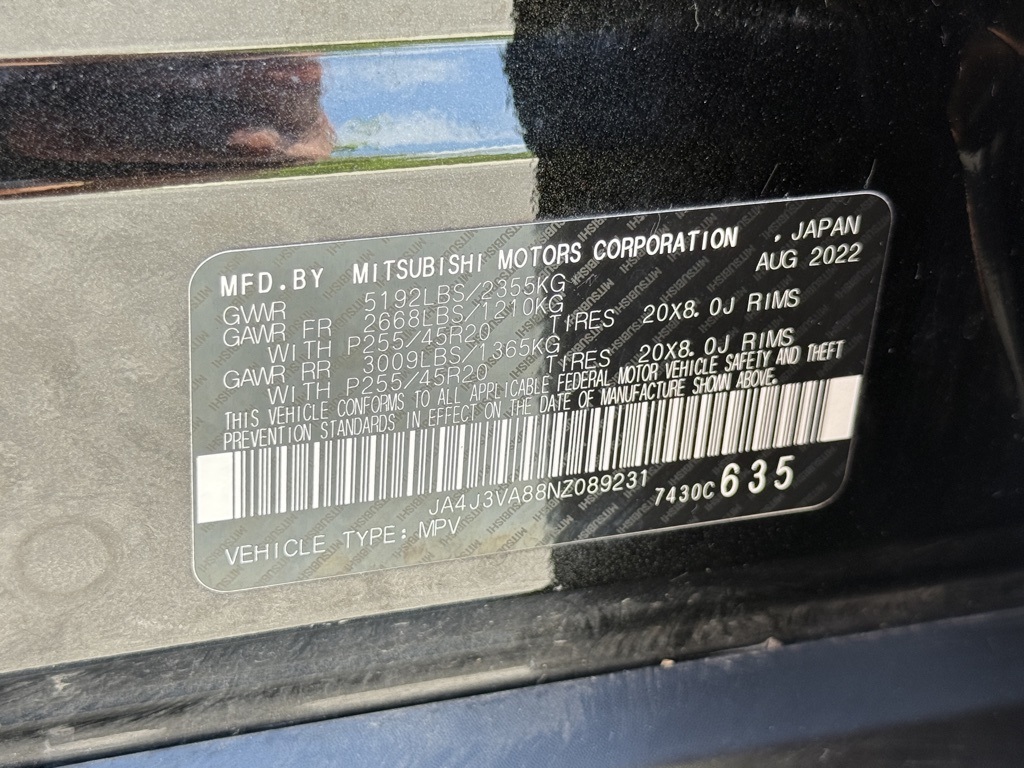 MFD.BY MITSUBISHI MOTORS CORPORATION , JAPAN
AUG 2022
GVWR 5192LBS/2355KG
GAWR FR 2668LBS/1210KG
WITH P255/45R20 TIRES 20X8.0J RIMS
GAWR RR 3009LBS/1365KG
WITH P255/45R20 TIRES 20X8.0J RIMS
THIS VEHICLE CONFORMS TO ALL APPLICABLE FEDERAL MOTOR VEHICLE SAFETY AND THEFT
PREVENTION STANDARDS IN EFFECT ON THE DATE OF MANUFACTURE SHOWN ABOVE.
JA4J3VA88NZ089231 7430C 635
VEHICLE TYPE: MPV